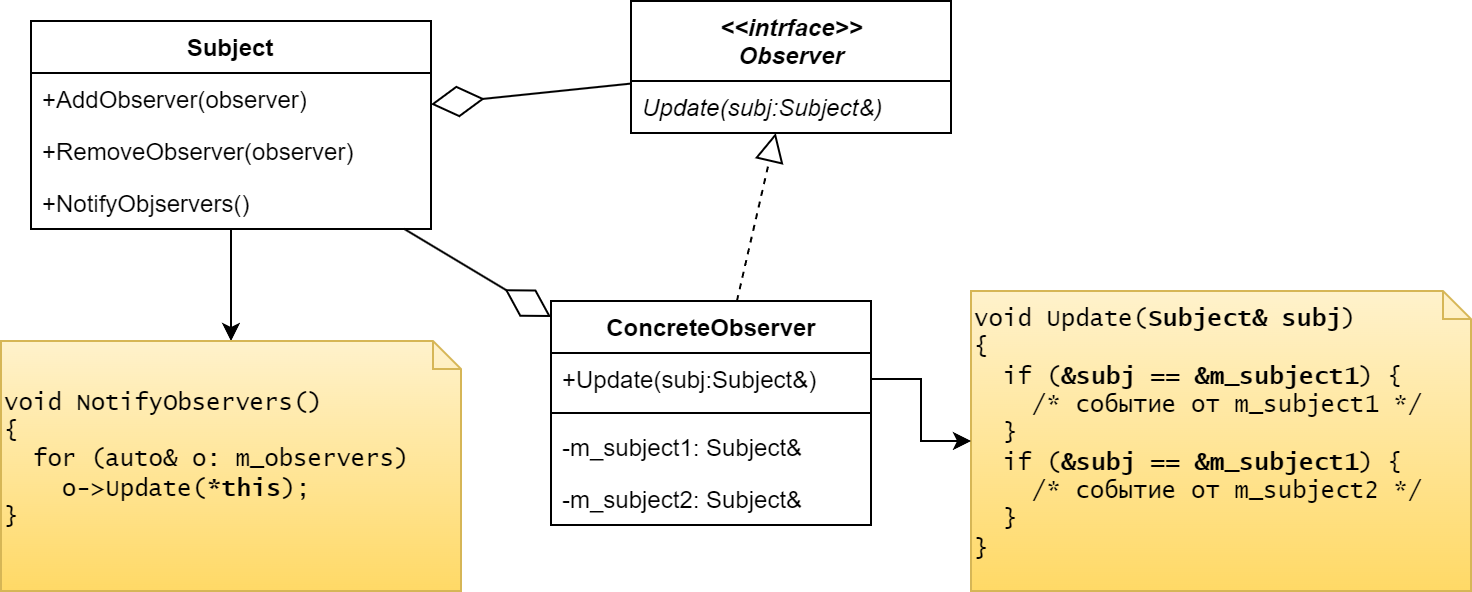 Subject
+AddObserver(observer)
+RemoveObserver(observer)
+NotifyObjservers()
<<intrface>>
Observer
Update(subj:Subject&)
ConcreteObserver
+Update(subj:Subject&)
-m_subject1: Subject&
-m_subject2: Subject&
void NotifyObservers()
{
  for (auto& o: m_observers)
    o->Update(*this);
}
void Update(Subject& subj)
{
  if (&subj == &m_subject1) {
    /* событие от m_subject1 */
  }
  if (&subj == &m_subject1) {
    /* событие от m_subject2 */
  }
}